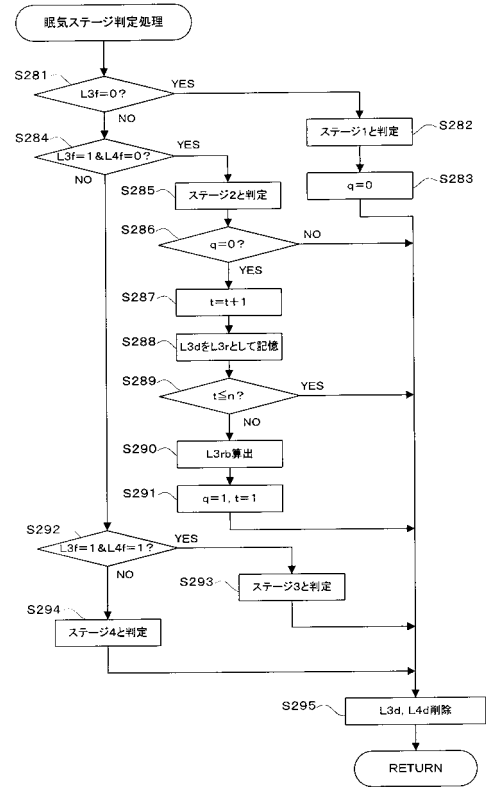 眠気ステージ判定処理
S281
L3f=0?
YES
NO
S282
ステージ1と判定
S283
q=0
S284
L3f=1&L4f=0?
YES
NO
S285
ステージ2と判定
S286
q=0?
NO
YES
S287
t=t+1
S288
L3dをL3rとして記憶
S289
t≦n?
YES
NO
S290
L3rb算出
S291
q=1, t=1
S292
L3f=1&L4f=1?
YES
NO
S293
ステージ3と判定
S294
ステージ4と判定
S295
L3d, L4d削除
RETURN